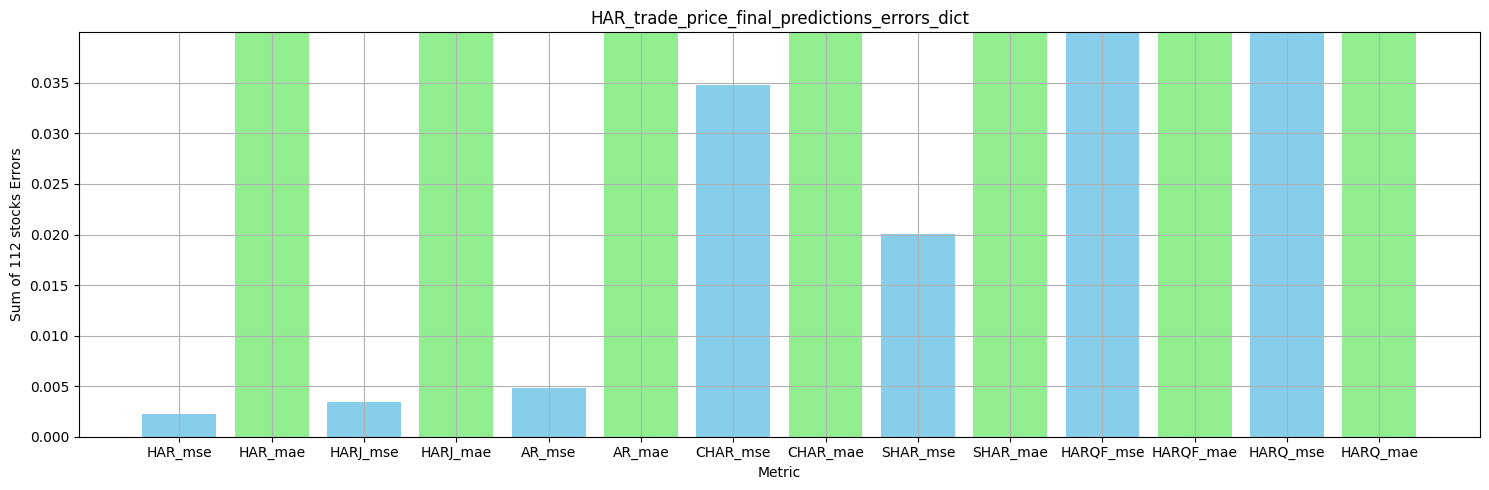 HAR_trade_price_final_predictions_errors_dict
Sum of 112 stocks Errors
0.035
0.030
0.025
0.020
0.015
0.010
0.005
0.000
HAR_mse HAR_mae HARJ_mse HARJ_mae AR_mse AR_mae CHAR_mse CHAR_mae SHAR_mse SHAR_mae HARQF_mse HARQF_mae HARQ_mse HARQ_mae
Metric